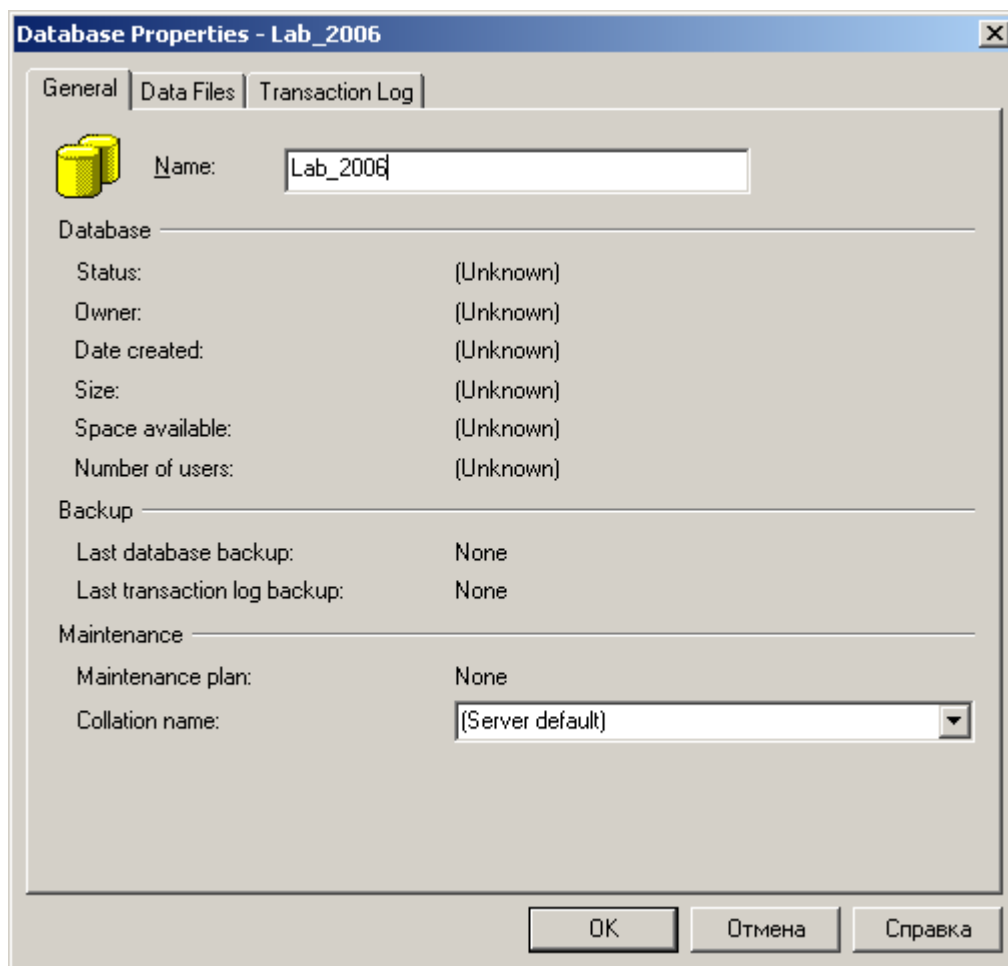 Database Properties - Lab_2006
General Data Files Transaction Log
Name: Lab_2006
Database
Status: (Unknown)
Owner: (Unknown)
Date created: (Unknown)
Size: (Unknown)
Space available: (Unknown)
Number of users: (Unknown)
Backup
Last database backup: None
Last transaction log backup: None
Maintenance
Maintenance plan: None
Collation name: (Server default)
OK Отмена Справка